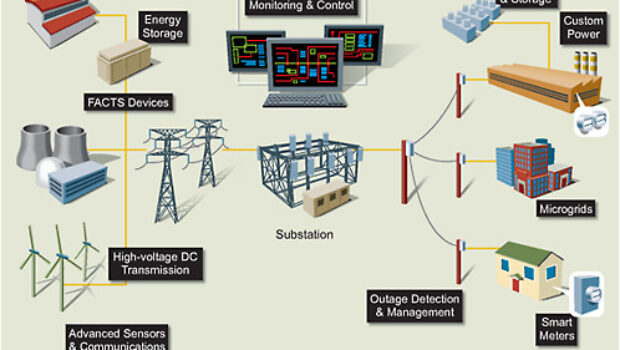 Energy
Storage
FACTS Devices
Monitoring & Control
& Storage
Custom
Power
Substation
Microgrids
High-voltage DC
Transmission
Outage Detection
& Management
Smart
Meters
Advanced Sensors
& Communications